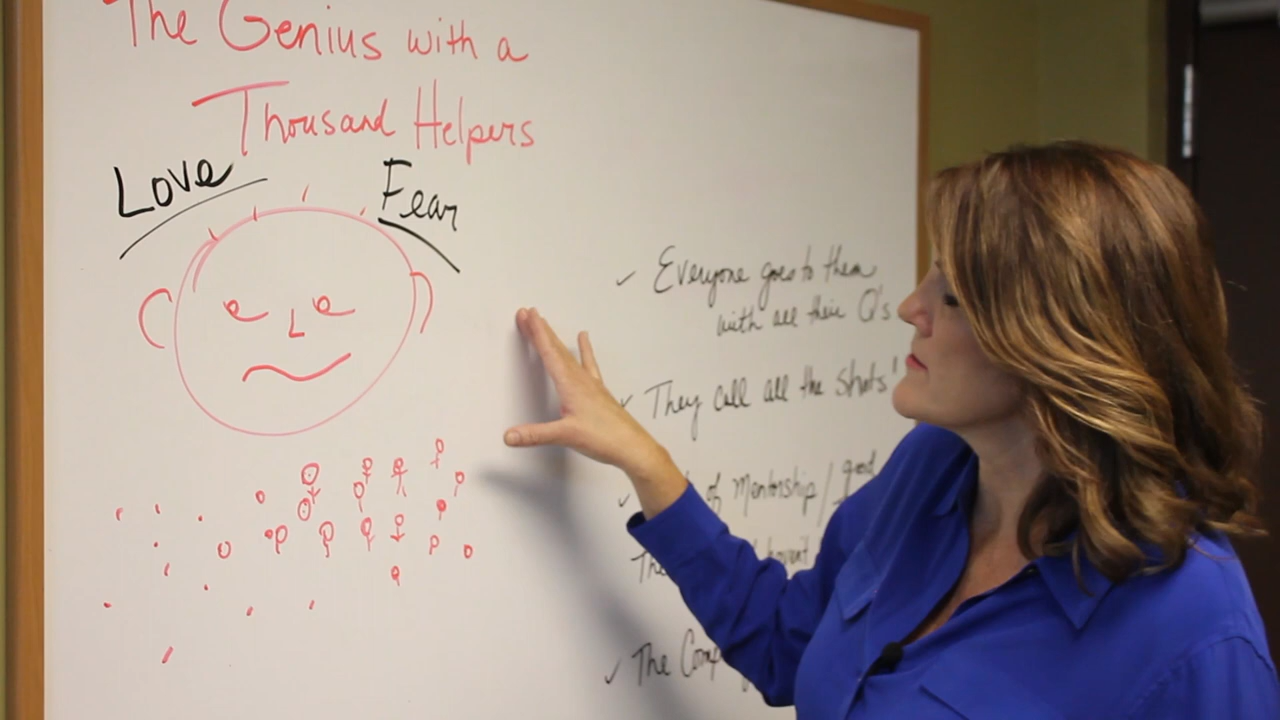 The Genius with a
Thousand Helpers
Love
Fear
✓ Everyone goes to them
with all their Q's
✓ They call all the shots'
✓ of Mentorship / good
✓ The